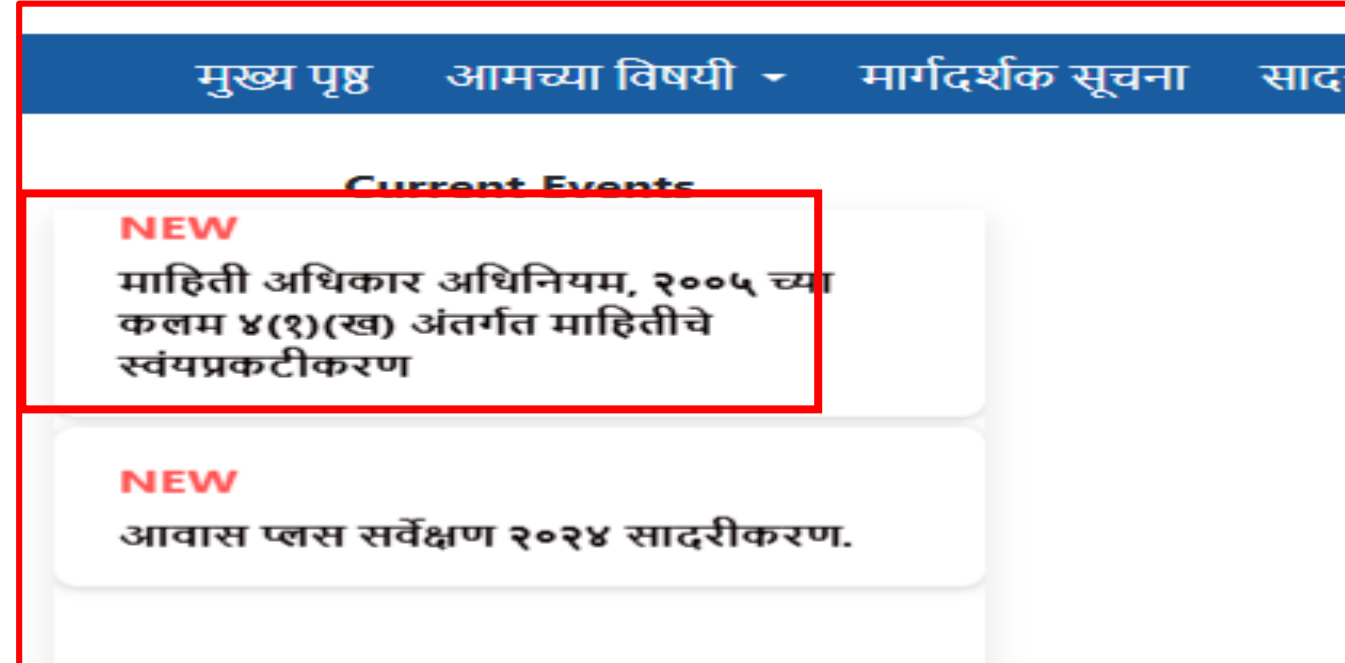 मुख्य पृष्ठ आमच्या विषयी मार्गदर्शक सूचना
Current Events
NEW
माहिती अधिकार अधिनियम, २००५ च्या
कलम ४(१)(ख) अंतर्गत माहितीचे
स्वंयप्रकटीकरण
NEW
आवास प्लस सर्वेक्षण २०२४ सादरीकरण.